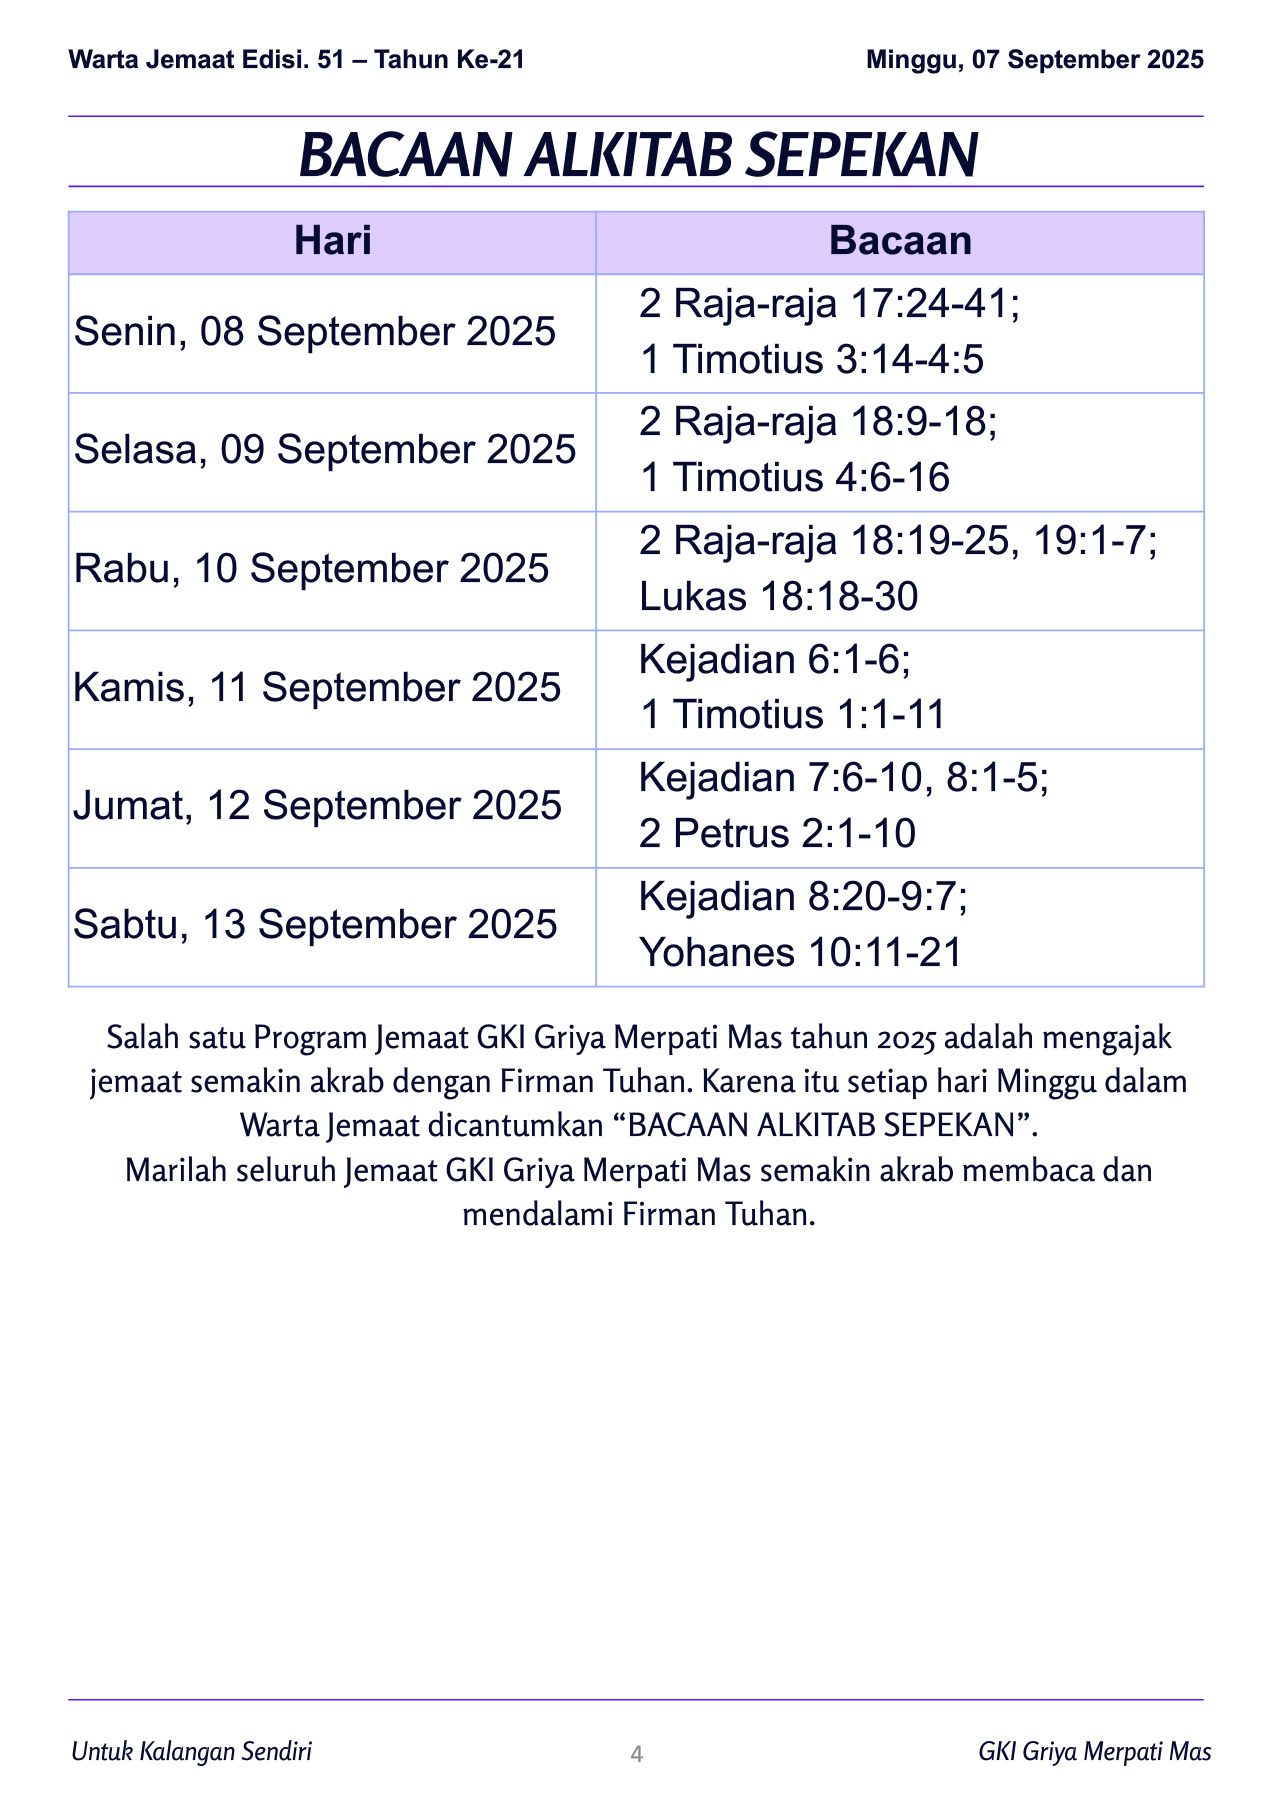 Warta Jemaat Edisi. 51 – Tahun Ke-21
Minggu, 07 September 2025
BACAAN ALKITAB SEPEKAN
Hari
Bacaan
Senin, 08 September 2025
2 Raja-raja 17:24-41;
1 Timotius 3:14-4:5
Selasa, 09 September 2025
2 Raja-raja 18:9-18;
1 Timotius 4:6-16
Rabu, 10 September 2025
2 Raja-raja 18:19-25, 19:1-7;
Lukas 18:18-30
Kamis, 11 September 2025
Kejadian 6:1-6;
1 Timotius 1:1-11
Jumat, 12 September 2025
Kejadian 7:6-10, 8:1-5;
2 Petrus 2:1-10
Sabtu, 13 September 2025
Kejadian 8:20-9:7;
Yohanes 10:11-21
Salah satu Program Jemaat GKI Griya Merpati Mas tahun 2025 adalah mengajak
jemaat semakin akrab dengan Firman Tuhan. Karena itu setiap hari Minggu dalam
Warta Jemaat dicantumkan “BACAAN ALKITAB SEPEKAN”.
Marilah seluruh Jemaat GKI Griya Merpati Mas semakin akrab membaca dan
mendalami Firman Tuhan.
Untuk Kalangan Sendiri
4
GKI Griya Merpati Mas